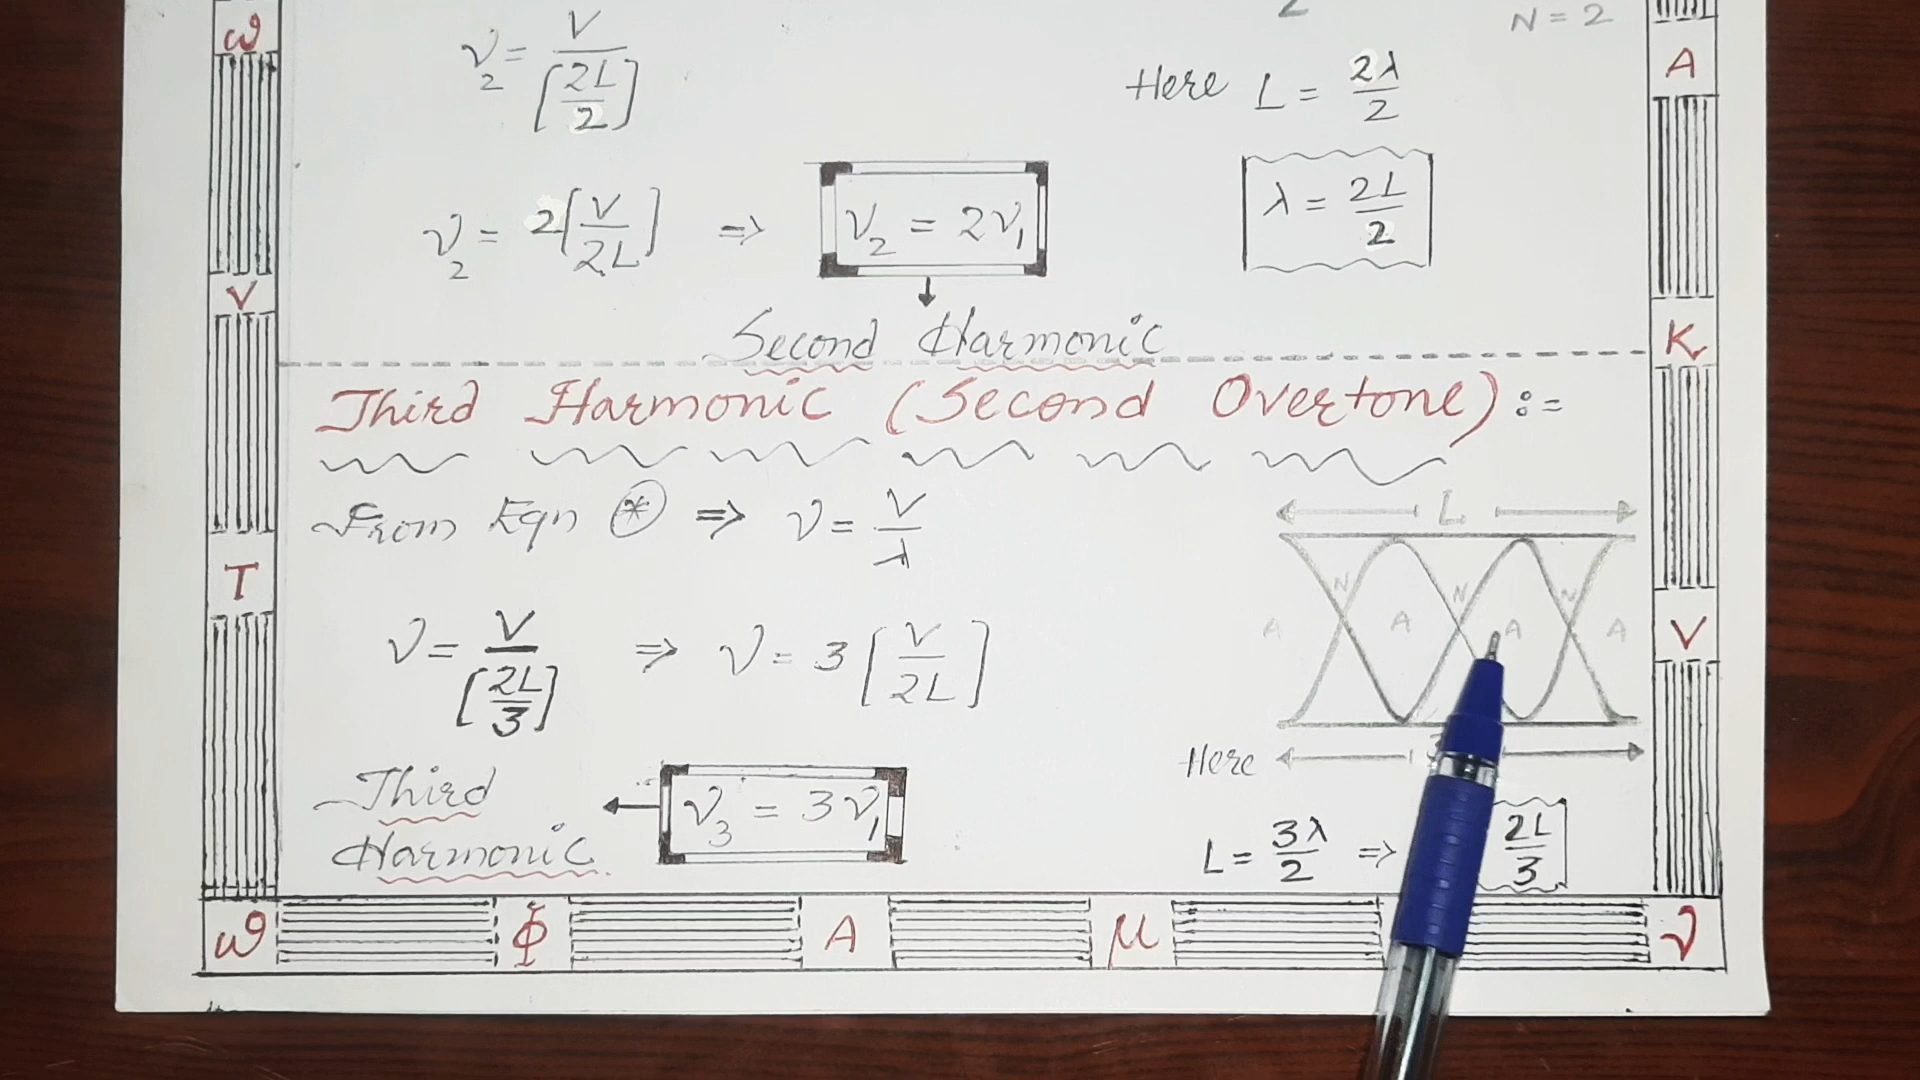 N = 2
ν₂ = V / [2L/2]
Here L = 2λ/2
ν₂ = 2[V/2L] ⇒ ν₂ = 2ν₁
λ = 2L/2
Second Harmonic
Third Harmonic (Second Overtone) :=
From Eqn (*) ⇒ ν = V/λ
L
N N N
A A A A
ν = V / [2L/3] ⇒ ν = 3[V/2L]
Here
Third Harmonic
ν₃ = 3ν₁
L = 3λ/2 ⇒ 2L/3
ω
V
T
A
K
V
ω Φ A μ ν